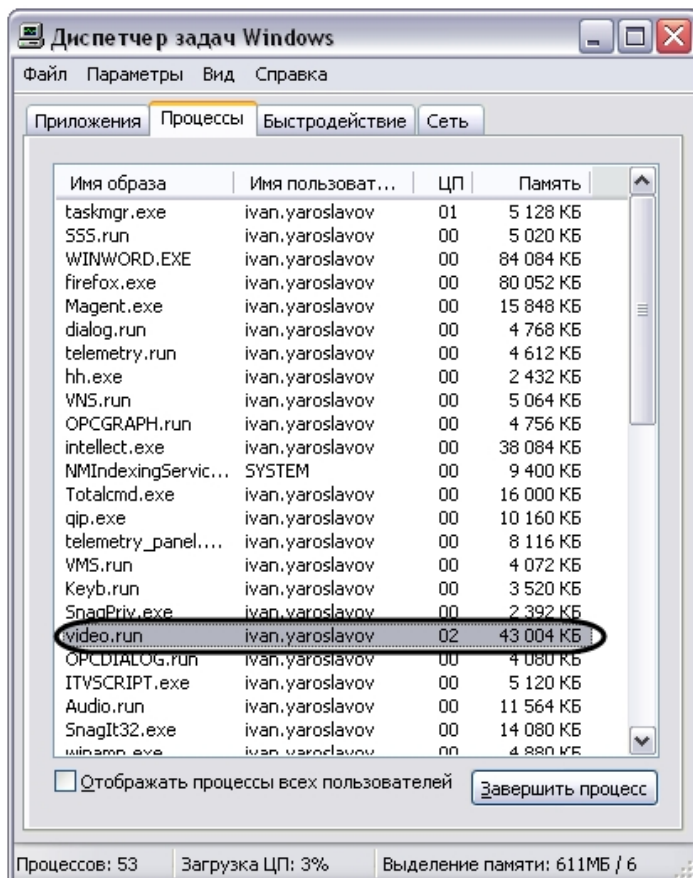 Диспетчер задач Windows
Файл Параметры Вид Справка
Приложения Процессы Быстродействие Сеть
Имя образа Имя пользоват... ЦП Память
taskmgr.exe ivan.yaroslavov 01 5 128 КБ
SSS.run ivan.yaroslavov 00 5 020 КБ
WINWORD.EXE ivan.yaroslavov 00 84 084 КБ
firefox.exe ivan.yaroslavov 00 80 052 КБ
Magent.exe ivan.yaroslavov 00 15 848 КБ
dialog.run ivan.yaroslavov 00 4 768 КБ
telemetry.run ivan.yaroslavov 00 4 612 КБ
hh.exe ivan.yaroslavov 00 2 432 КБ
VNS.run ivan.yaroslavov 00 5 064 КБ
OPCGRAPH.run ivan.yaroslavov 00 4 756 КБ
intellect.exe ivan.yaroslavov 00 38 084 КБ
NMIndexingServic... SYSTEM 00 9 400 КБ
Totalcmd.exe ivan.yaroslavov 00 16 000 КБ
qip.exe ivan.yaroslavov 00 10 160 КБ
telemetry_panel.... ivan.yaroslavov 00 8 116 КБ
VMS.run ivan.yaroslavov 00 4 072 КБ
Keyb.run ivan.yaroslavov 00 3 520 КБ
SnagPriv.exe ivan.yaroslavov 00 2 392 КБ
video.run ivan.yaroslavov 02 43 004 КБ
OPCDIALOG.run ivan.yaroslavov 00 4 080 КБ
ITVSCRIPT.exe ivan.yaroslavov 00 5 120 КБ
Audio.run ivan.yaroslavov 00 11 564 КБ
SnagIt32.exe ivan.yaroslavov 00 14 080 КБ
winamp.exe ivan.yaroslavov 00 4 880 КБ
Отображать процессы всех пользователей Завершить процесс
Процессов: 53 Загрузка ЦП: 3% Выделение памяти: 611МБ / 6